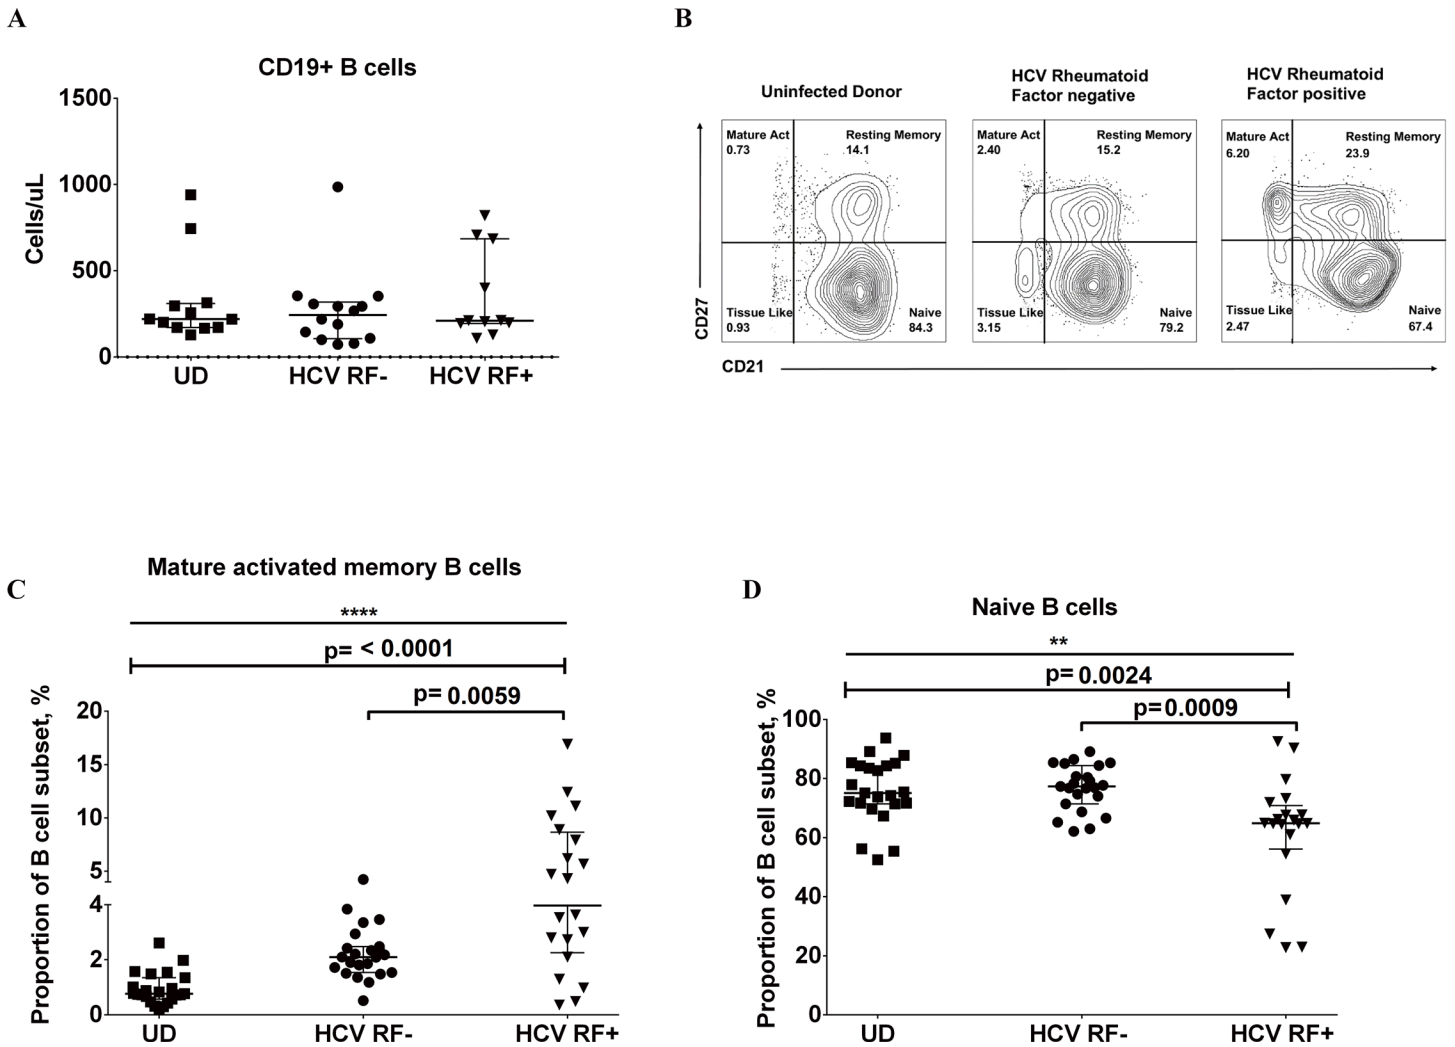 A
CD19+ B cells
Cells/uL
1500
1000
500
0
UD
HCV RF-
HCV RF+
B
Uninfected Donor
HCV Rheumatoid
Factor negative
HCV Rheumatoid
Factor positive
Mature Act
0.73
Resting Memory
14.1
Tissue Like
0.93
Naive
84.3
Mature Act
2.40
Resting Memory
15.2
Tissue Like
3.15
Naive
79.2
Mature Act
6.20
Resting Memory
23.9
Tissue Like
2.47
Naive
67.4
CD27
CD21
C
Mature activated memory B cells
****
p= < 0.0001
p= 0.0059
Proportion of B cell subset, %
20
15
10
5
4
2
0
UD
HCV RF-
HCV RF+
D
Naive B cells
**
p= 0.0024
p= 0.0009
Proportion of B cell subset, %
100
80
60
40
20
0
UD
HCV RF-
HCV RF+